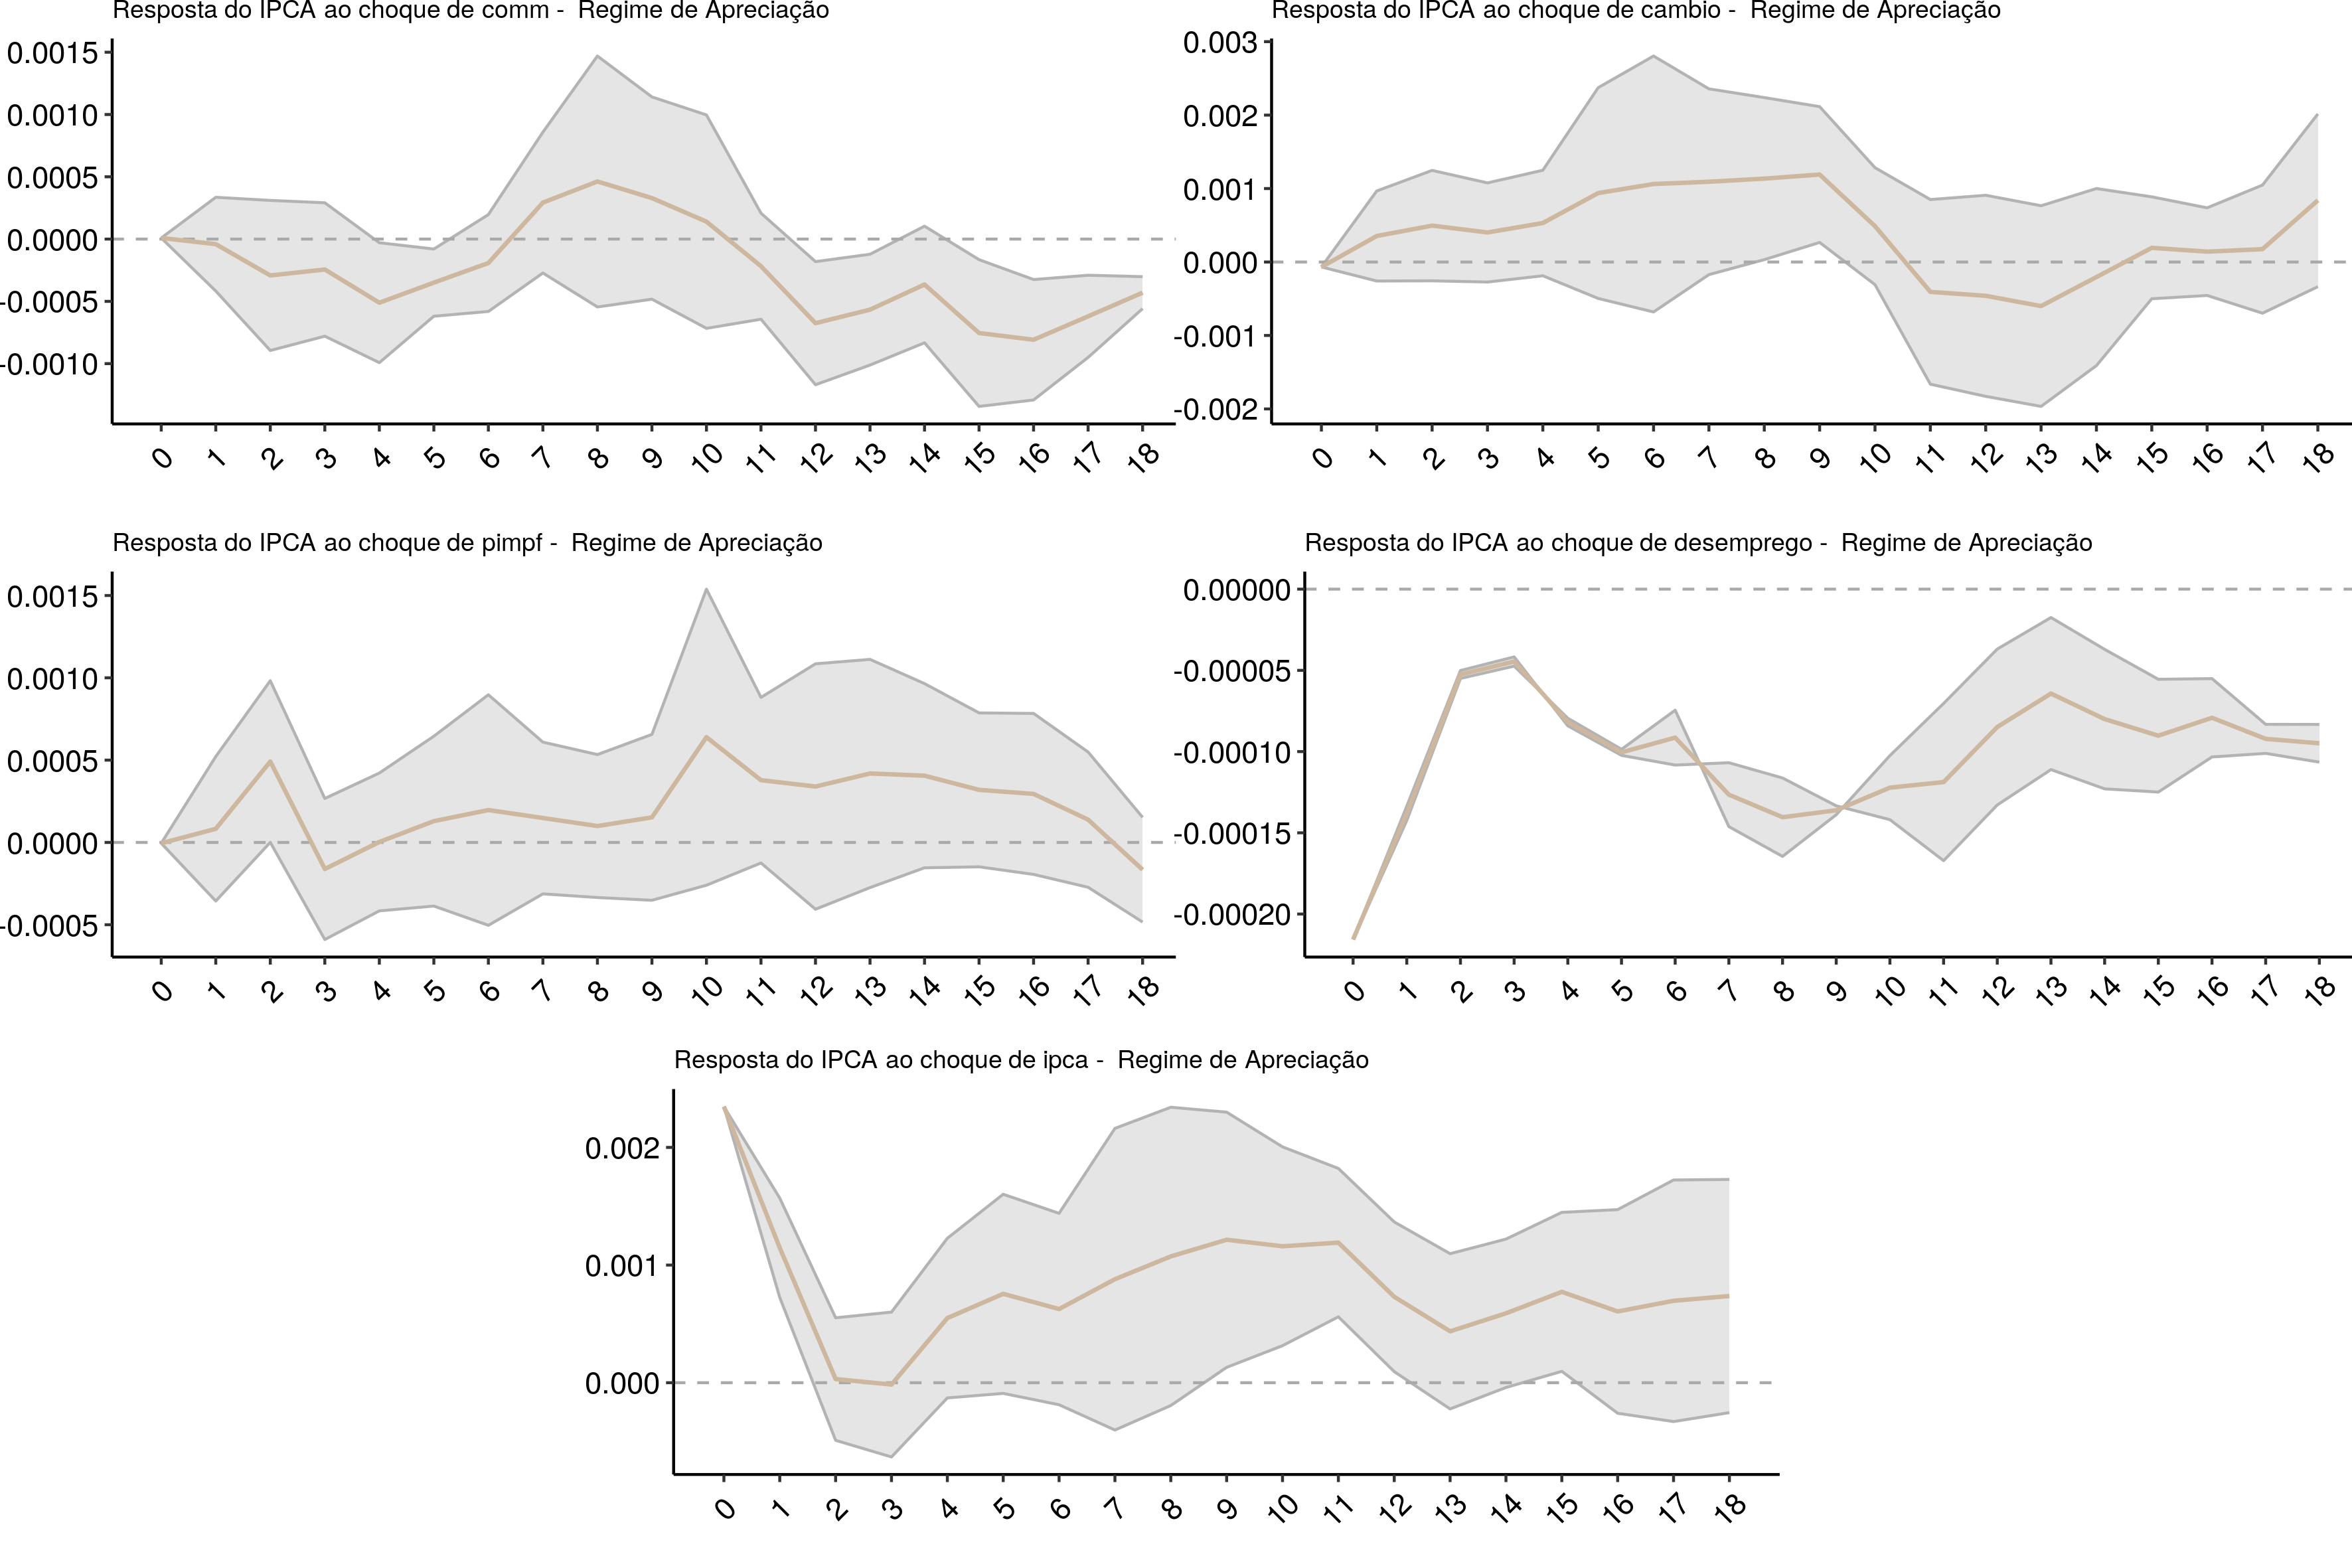 Resposta do IPCA ao choque de comm - Regime de Apreciação
0.0015
0.0010
0.0005
0.0000
-0.0005
-0.0010
0 1 2 3 4 5 6 7 8 9 10 11 12 13 14 15 16 17 18
Resposta do IPCA ao choque de cambio - Regime de Apreciação
0.003
0.002
0.001
0.000
-0.001
-0.002
0 1 2 3 4 5 6 7 8 9 10 11 12 13 14 15 16 17 18
Resposta do IPCA ao choque de pimpf - Regime de Apreciação
0.0015
0.0010
0.0005
0.0000
-0.0005
0 1 2 3 4 5 6 7 8 9 10 11 12 13 14 15 16 17 18
Resposta do IPCA ao choque de desemprego - Regime de Apreciação
0.00000
-0.00005
-0.00010
-0.00015
-0.00020
0 1 2 3 4 5 6 7 8 9 10 11 12 13 14 15 16 17 18
Resposta do IPCA ao choque de ipca - Regime de Apreciação
0.002
0.001
0.000
0 1 2 3 4 5 6 7 8 9 10 11 12 13 14 15 16 17 18